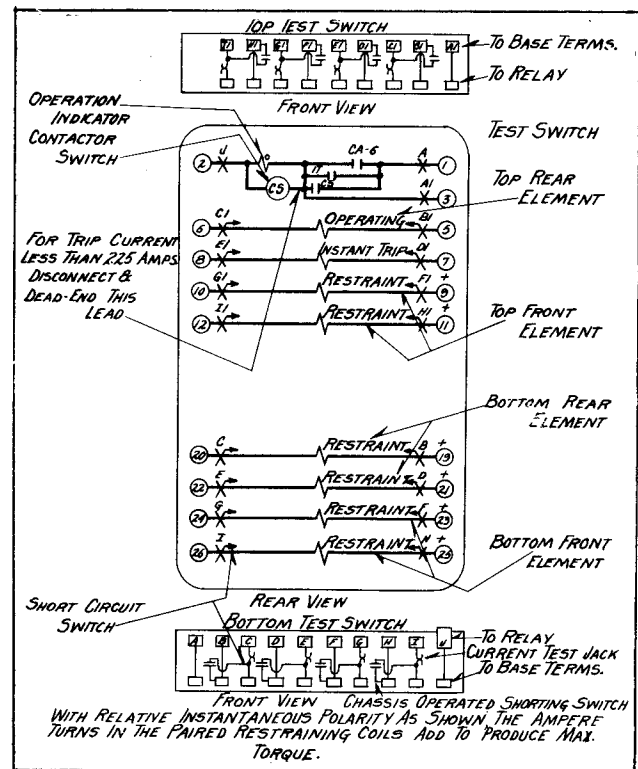 TOP TEST SWITCH
TO BASE TERMS.
TO RELAY
FRONT VIEW
OPERATION
INDICATOR
CONTACTOR
SWITCH
TEST SWITCH
2 J CA-6 A 1
IT
CS CS
A1 3
TOP REAR
ELEMENT
6 C1 OPERATING B1 5
8 E1 INSTANT TRIP D1 7
10 G1 RESTRAINT F1 + 9
12 I1 RESTRAINT H1 + 11
FOR TRIP CURRENT
LESS THAN 2.25 AMPS.
DISCONNECT &
DEAD-END THIS
LEAD
TOP FRONT
ELEMENT
BOTTOM REAR
ELEMENT
20 C RESTRAINT B + 19
22 E RESTRAINT D + 21
24 G RESTRAINT F + 23
26 I RESTRAINT H + 25
BOTTOM FRONT
ELEMENT
SHORT CIRCUIT
SWITCH
REAR VIEW
BOTTOM TEST SWITCH
B C D E F G H I J
TO RELAY
CURRENT TEST JACK
TO BASE TERMS.
FRONT VIEW
CHASSIS OPERATED SHORTING SWITCH
WITH RELATIVE INSTANTANEOUS POLARITY AS SHOWN THE AMPERE
TURNS IN THE PAIRED RESTRAINING COILS ADD TO PRODUCE MAX.
TORQUE.